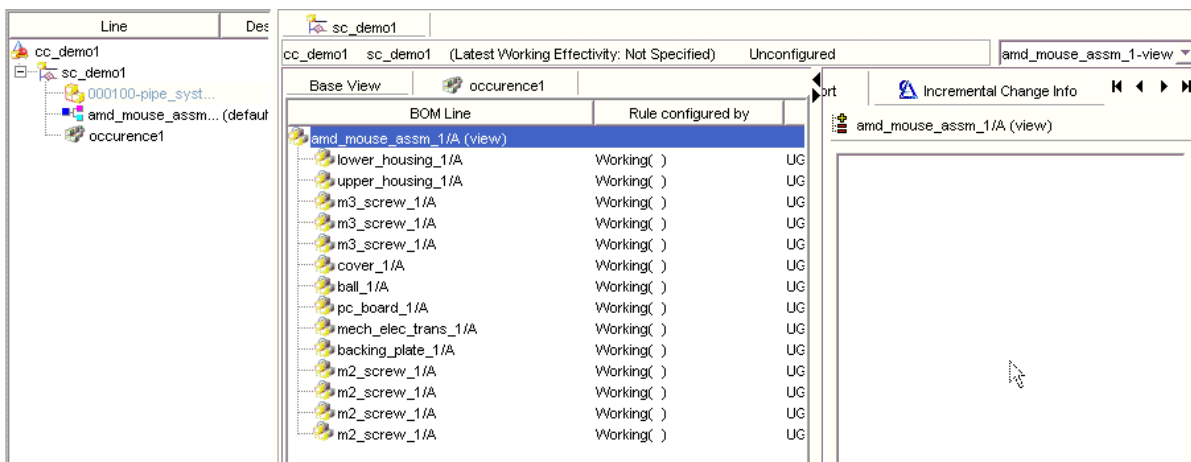 Line Des
cc_demo1
sc_demo1
000100-pipe_syst...
amd_mouse_assm... (defaul
occurence1
sc_demo1
cc_demo1 sc_demo1 (Latest Working Effectivity: Not Specified) Unconfigured
amd_mouse_assm_1-view
Base View occurence1
BOM Line Rule configured by
amd_mouse_assm_1/A (view)
lower_housing_1/A Working( ) UG
upper_housing_1/A Working( ) UG
m3_screw_1/A Working( ) UG
m3_screw_1/A Working( ) UG
m3_screw_1/A Working( ) UG
cover_1/A Working( ) UG
ball_1/A Working( ) UG
pc_board_1/A Working( ) UG
mech_elec_trans_1/A Working( ) UG
backing_plate_1/A Working( ) UG
m2_screw_1/A Working( ) UG
m2_screw_1/A Working( ) UG
m2_screw_1/A Working( ) UG
m2_screw_1/A Working( ) UG
ort Incremental Change Info
amd_mouse_assm_1/A (view)